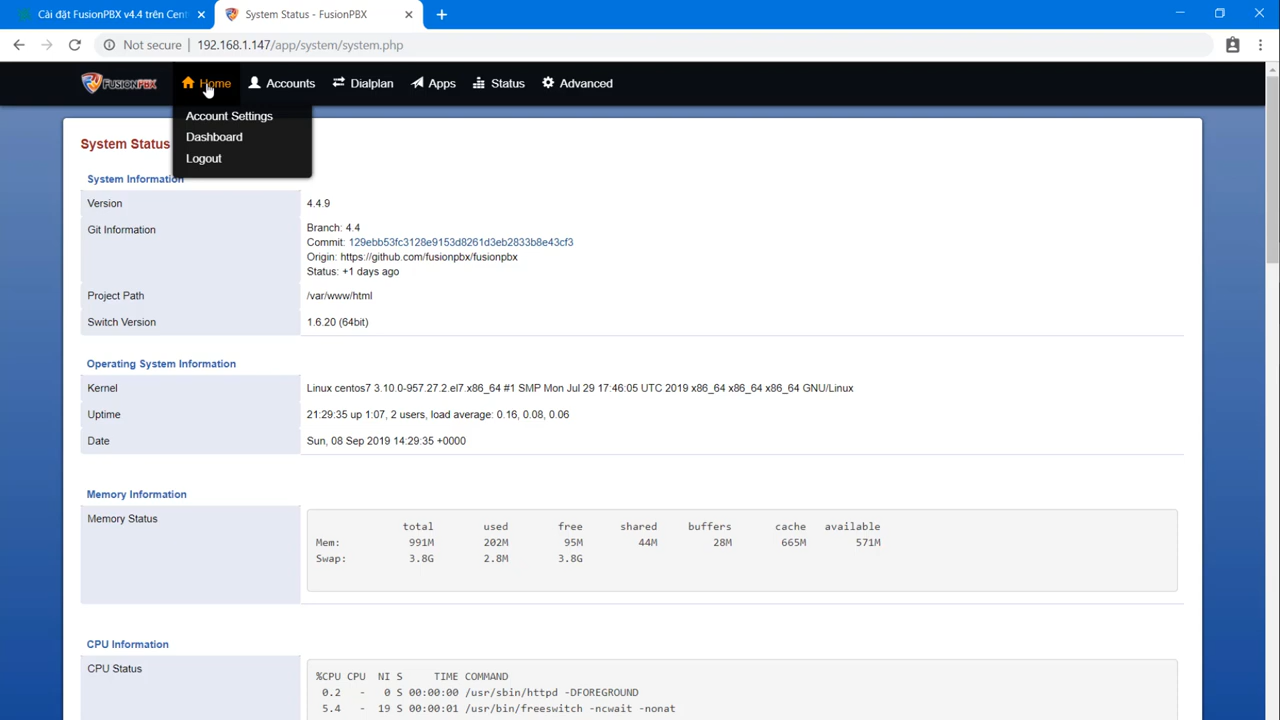 Cài đặt FusionPBX v4.4 trên Cent
System Status - FusionPBX
Not secure
192.168.1.147/app/system/system.php
FUSIONPBX
Home
Accounts
Dialplan
Apps
Status
Advanced
Account Settings
Dashboard
Logout
System Status
System Information
Version 4.4.9
Git Information Branch: 4.4
Commit: 129ebb53fc3128e9153d8261d3eb2833b8e43cf3
Origin: https://github.com/fusionpbx/fusionpbx
Status: +1 days ago
Project Path /var/www/html
Switch Version 1.6.20 (64bit)
Operating System Information
Kernel Linux centos7 3.10.0-957.27.2.el7.x86_64 #1 SMP Mon Jul 29 17:46:05 UTC 2019 x86_64 x86_64 x86_64 GNU/Linux
Uptime 21:29:35 up 1:07, 2 users, load average: 0.16, 0.08, 0.06
Date Sun, 08 Sep 2019 14:29:35 +0000
Memory Information
Memory Status
total used free shared buffers cache available
Mem: 991M 202M 95M 44M 28M 665M 571M
Swap: 3.8G 2.8M 3.8G
CPU Information
CPU Status
%CPU CPU NI S TIME COMMAND
0.2 - 0 S 00:00:00 /usr/sbin/httpd -DFOREGROUND
5.4 - 19 S 00:00:01 /usr/bin/freeswitch -ncwait -nonat